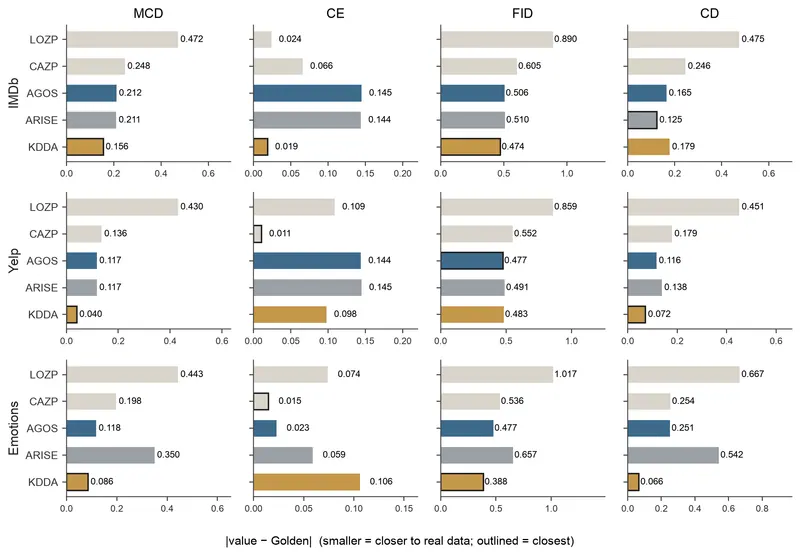 MCD CE FID CD
IMDb
LOZP 0.472 0.024 0.890 0.475
CAZP 0.248 0.066 0.605 0.246
AGOS 0.212 0.145 0.506 0.165
ARISE 0.211 0.144 0.510 0.125
KDDA 0.156 0.019 0.474 0.179
0.0 0.2 0.4 0.6 0.00 0.05 0.10 0.15 0.20 0.0 0.5 1.0 0.0 0.2 0.4 0.6
Yelp
LOZP 0.430 0.109 0.859 0.451
CAZP 0.136 0.011 0.552 0.179
AGOS 0.117 0.144 0.477 0.116
ARISE 0.117 0.145 0.491 0.138
KDDA 0.040 0.098 0.483 0.072
0.0 0.2 0.4 0.6 0.00 0.05 0.10 0.15 0.20 0.0 0.5 1.0 0.0 0.2 0.4 0.6
Emotions
LOZP 0.443 0.074 1.017 0.667
CAZP 0.198 0.015 0.536 0.254
AGOS 0.118 0.023 0.477 0.251
ARISE 0.350 0.059 0.657 0.542
KDDA 0.086 0.106 0.388 0.066
0.0 0.2 0.4 0.6 0.00 0.05 0.10 0.15 0.0 0.5 1.0 0.0 0.2 0.4 0.6 0.8
|value − Golden| (smaller = closer to real data; outlined = closest)